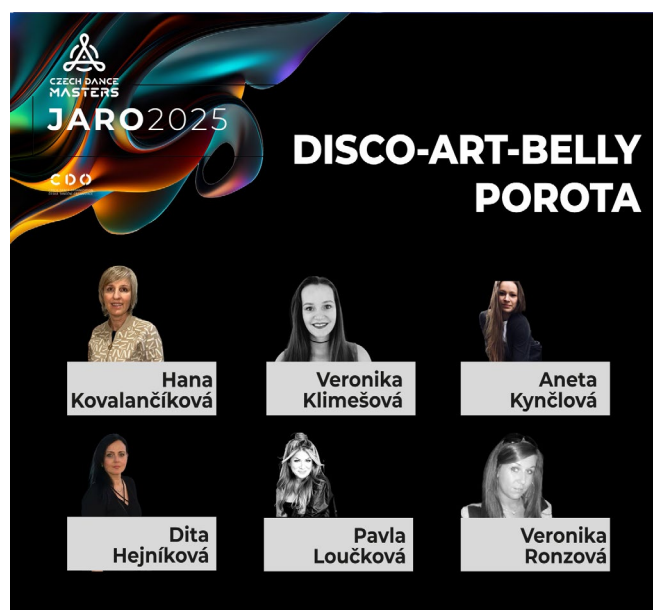 CZECH DANCE
MASTERS
JARO2025
CDO
DISCO-ART-BELLY
POROTA
Hana
Kovalančíková
Veronika
Klimešová
Aneta
Kynčlová
Dita
Hejníková
Pavla
Loučková
Veronika
Ronzová